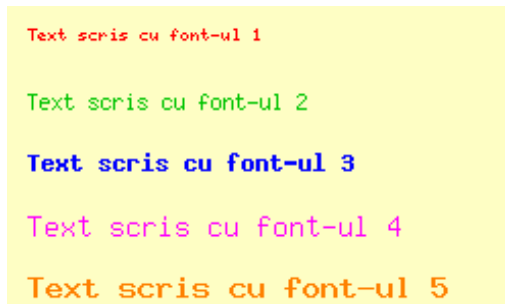 Text scris cu font-ul 1
Text scris cu font-ul 2
Text scris cu font-ul 3
Text scris cu font-ul 4
Text scris cu font-ul 5